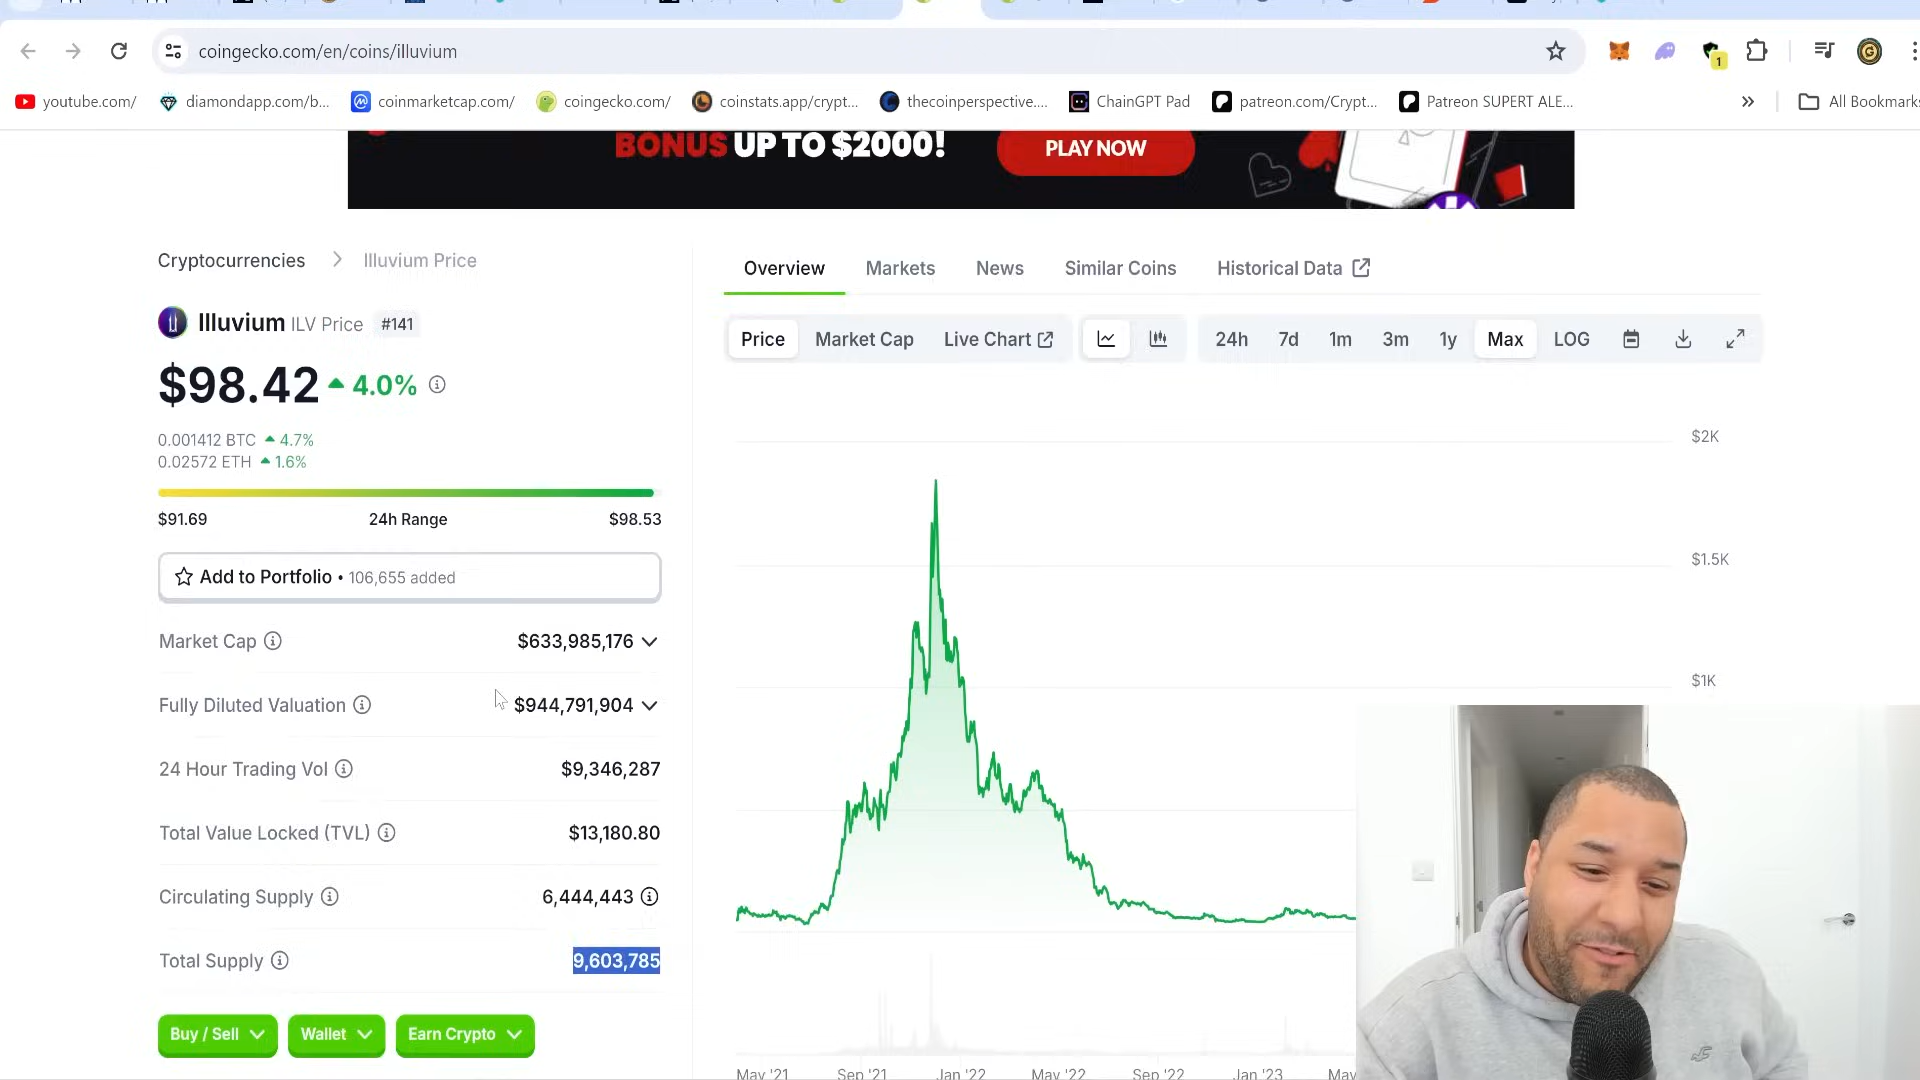 coingecko.com/en/coins/illuvium
1
youtube.com/
diamondapp.com/b...
coinmarketcap.com/
coingecko.com/
coinstats.app/crypt...
thecoinperspective....
ChainGPT Pad
patreon.com/Crypt...
Patreon SUPERT ALE...
All Bookmarks
BONUS UP TO $2000!
PLAY NOW
Cryptocurrencies
Illuvium Price
Illuvium ILV Price #141
$98.42 4.0%
0.001412 BTC 4.7%
0.02572 ETH 1.6%
$91.69 24h Range $98.53
Add to Portfolio • 106,655 added
Market Cap $633,985,176
Fully Diluted Valuation $944,791,904
24 Hour Trading Vol $9,346,287
Total Value Locked (TVL) $13,180.80
Circulating Supply 6,444,443
Total Supply 9,603,785
Buy / Sell
Wallet
Earn Crypto
Overview
Markets
News
Similar Coins
Historical Data
Price
Market Cap
Live Chart
24h
7d
1m
3m
1y
Max
LOG
$2K
$1.5K
$1K
May '21
Sep '21
Jan '22
May '22
Sep '22
Jan '23
May